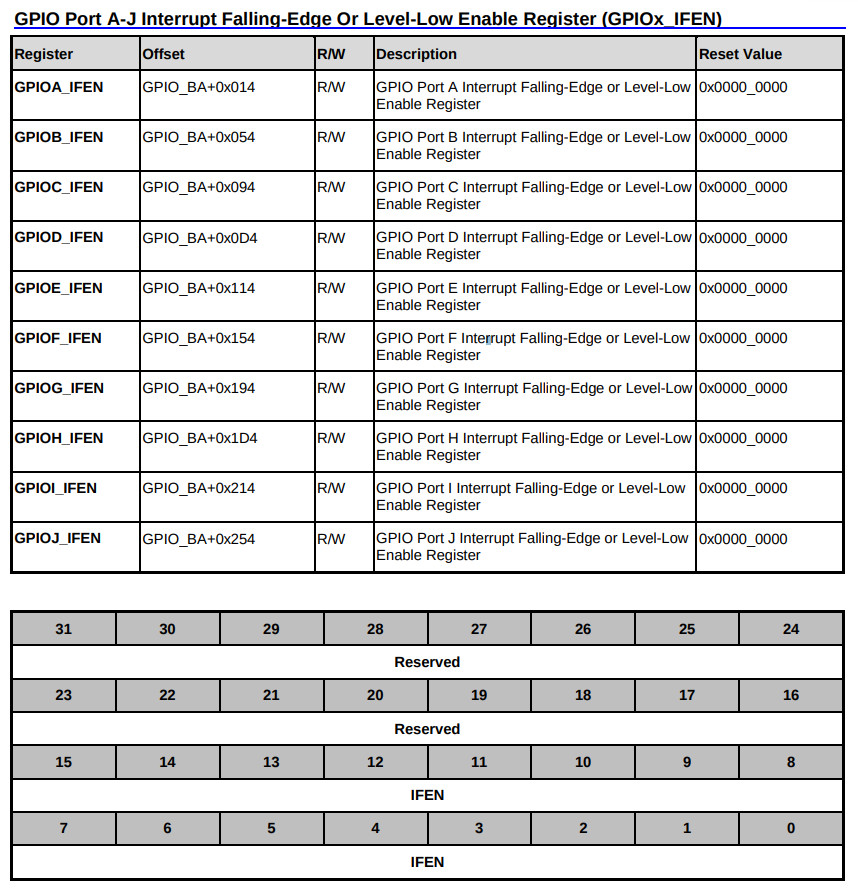 GPIO Port A-J Interrupt Falling-Edge Or Level-Low Enable Register (GPIOx_IFEN)
Register Offset R/W Description Reset Value
GPIOA_IFEN GPIO_BA+0x014 R/W GPIO Port A Interrupt Falling-Edge or Level-Low 0x0000_0000
Enable Register
GPIOB_IFEN GPIO_BA+0x054 R/W GPIO Port B Interrupt Falling-Edge or Level-Low 0x0000_0000
Enable Register
GPIOC_IFEN GPIO_BA+0x094 R/W GPIO Port C Interrupt Falling-Edge or Level-Low 0x0000_0000
Enable Register
GPIOD_IFEN GPIO_BA+0x0D4 R/W GPIO Port D Interrupt Falling-Edge or Level-Low 0x0000_0000
Enable Register
GPIOE_IFEN GPIO_BA+0x114 R/W GPIO Port E Interrupt Falling-Edge or Level-Low 0x0000_0000
Enable Register
GPIOF_IFEN GPIO_BA+0x154 R/W GPIO Port F Interrupt Falling-Edge or Level-Low 0x0000_0000
Enable Register
GPIOG_IFEN GPIO_BA+0x194 R/W GPIO Port G Interrupt Falling-Edge or Level-Low 0x0000_0000
Enable Register
GPIOH_IFEN GPIO_BA+0x1D4 R/W GPIO Port H Interrupt Falling-Edge or Level-Low 0x0000_0000
Enable Register
GPIOI_IFEN GPIO_BA+0x214 R/W GPIO Port I Interrupt Falling-Edge or Level-Low 0x0000_0000
Enable Register
GPIOJ_IFEN GPIO_BA+0x254 R/W GPIO Port J Interrupt Falling-Edge or Level-Low 0x0000_0000
Enable Register
31 30 29 28 27 26 25 24
Reserved
23 22 21 20 19 18 17 16
Reserved
15 14 13 12 11 10 9 8
IFEN
7 6 5 4 3 2 1 0
IFEN